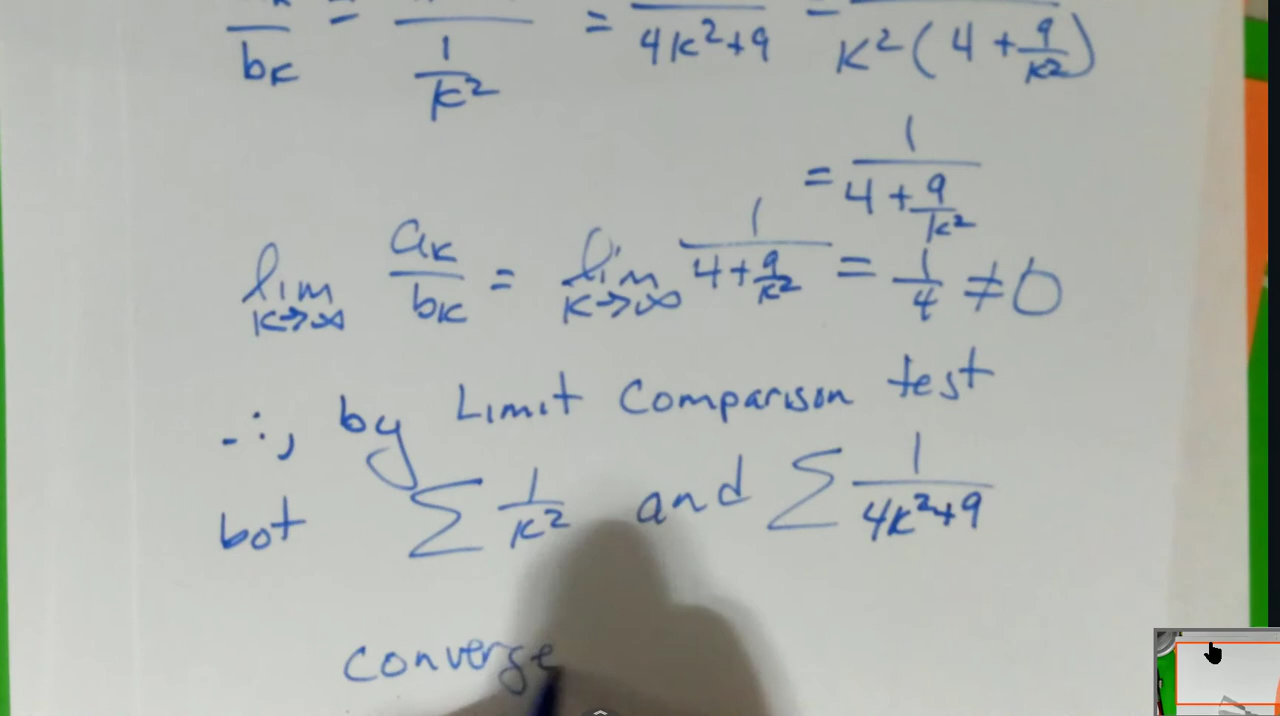 bk = 1/k² = 4k²+9 = k²(4 + 9/k²)
= 1/(4 + 9/k²)
lim k→∞ ak/bk = lim k→∞ 1/(4+9/k²) = 1/4 ≠ 0
∴, by Limit Comparison test
bot ∑ 1/k² and ∑ 1/(4k²+9)
converge